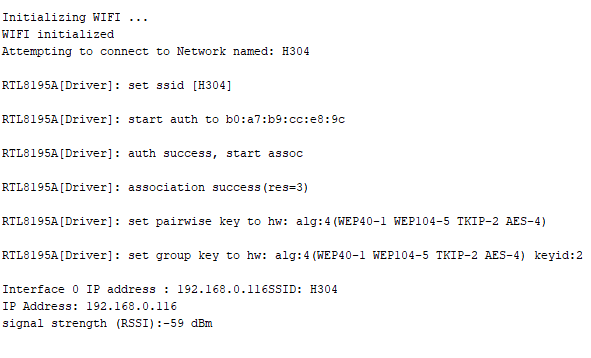 Initializing WIFI ...
WIFI initialized
Attempting to connect to Network named: H304
RTL8195A[Driver]: set ssid [H304]
RTL8195A[Driver]: start auth to b0:a7:b9:cc:e8:9c
RTL8195A[Driver]: auth success, start assoc
RTL8195A[Driver]: association success(res=3)
RTL8195A[Driver]: set pairwise key to hw: alg:4(WEP40-1 WEP104-5 TKIP-2 AES-4)
RTL8195A[Driver]: set group key to hw: alg:4(WEP40-1 WEP104-5 TKIP-2 AES-4) keyid:2
Interface 0 IP address : 192.168.0.116SSID: H304
IP Address: 192.168.0.116
signal strength (RSSI):-59 dBm